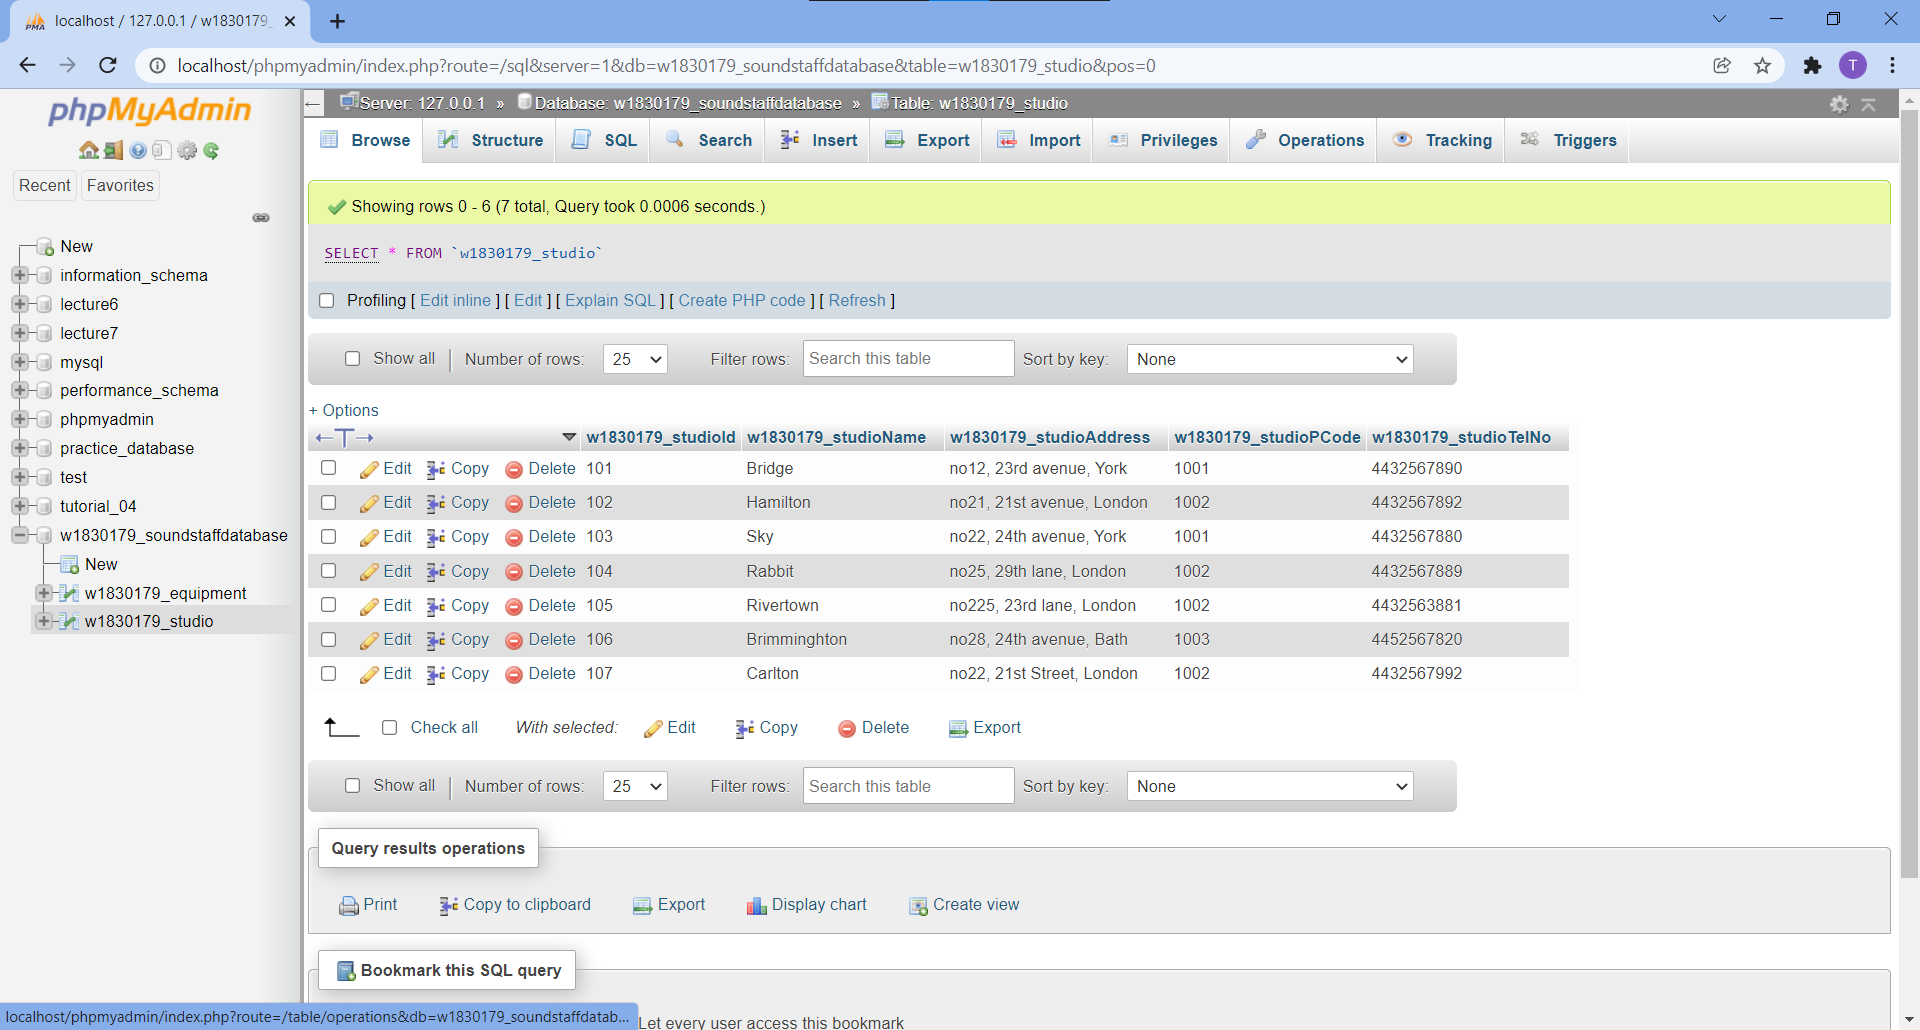 localhost / 127.0.0.1 / w1830179_
localhost/phpmyadmin/index.php?route=/sql&server=1&db=w1830179_soundstaffdatabase&table=w1830179_studio&pos=0
T
phpMyAdmin
Recent Favorites
New
information_schema
lecture6
lecture7
mysql
performance_schema
phpmyadmin
practice_database
test
tutorial_04
w1830179_soundstaffdatabase
New
w1830179_equipment
w1830179_studio
Server: 127.0.0.1 » Database: w1830179_soundstaffdatabase » Table: w1830179_studio
Browse Structure SQL Search Insert Export Import Privileges Operations Tracking Triggers
Showing rows 0 - 6 (7 total, Query took 0.0006 seconds.)
SELECT * FROM `w1830179_studio`
Profiling [ Edit inline ] [ Edit ] [ Explain SQL ] [ Create PHP code ] [ Refresh ]
Show all | Number of rows: 25 Filter rows: Search this table Sort by key: None
+ Options
←T→ w1830179_studioId w1830179_studioName w1830179_studioAddress w1830179_studioPCode w1830179_studioTelNo
Edit Copy Delete 101 Bridge no12, 23rd avenue, York 1001 4432567890
Edit Copy Delete 102 Hamilton no21, 21st avenue, London 1002 4432567892
Edit Copy Delete 103 Sky no22, 24th avenue, York 1001 4432567880
Edit Copy Delete 104 Rabbit no25, 29th lane, London 1002 4432567889
Edit Copy Delete 105 Rivertown no225, 23rd lane, London 1002 4432563881
Edit Copy Delete 106 Brimminghton no28, 24th avenue, Bath 1003 4452567820
Edit Copy Delete 107 Carlton no22, 21st Street, London 1002 4432567992
Check all With selected: Edit Copy Delete Export
Show all | Number of rows: 25 Filter rows: Search this table Sort by key: None
Query results operations
Print Copy to clipboard Export Display chart Create view
Bookmark this SQL query
localhost/phpmyadmin/index.php?route=/table/operations&db=w1830179_soundstaffdatab...
Let every user access this bookmark